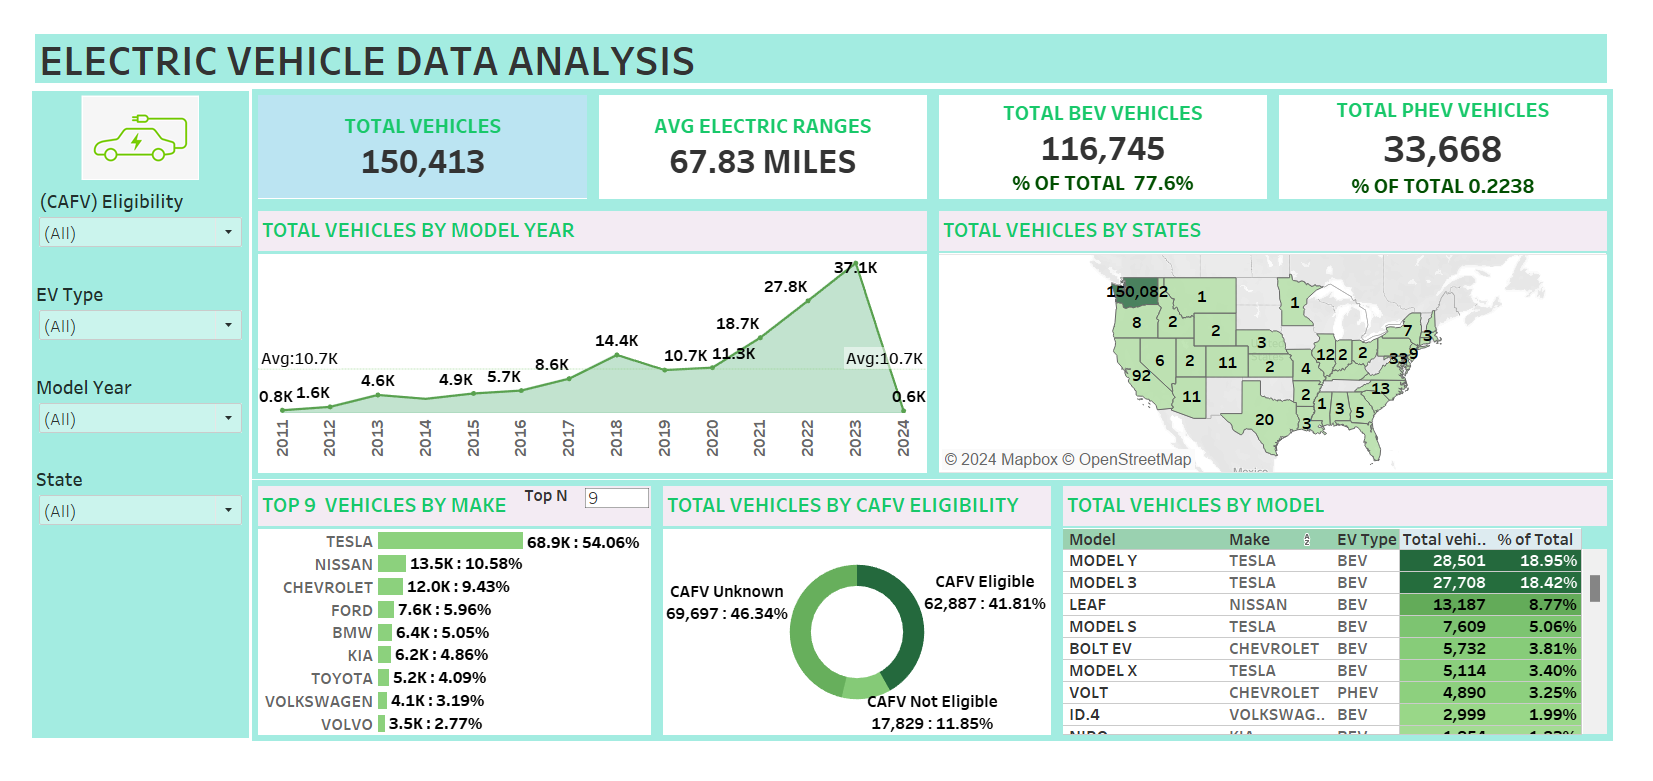 ELECTRIC VEHICLE DATA ANALYSIS
(CAFV) Eligibility
(All)
EV Type
(All)
Model Year
(All)
State
(All)
TOTAL VEHICLES
150,413
AVG ELECTRIC RANGES
67.83 MILES
TOTAL BEV VEHICLES
116,745
% OF TOTAL 77.6%
TOTAL PHEV VEHICLES
33,668
% OF TOTAL 0.2238
TOTAL VEHICLES BY MODEL YEAR
37.1K
27.8K
18.7K
14.4K
10.7K 11.3K
8.6K
Avg:10.7K
Avg:10.7K
4.6K
4.9K 5.7K
0.8K 1.6K
0.6K
2011 2012 2013 2014 2015 2016 2017 2018 2019 2020 2021 2022 2023 2024
TOTAL VEHICLES BY STATES
150,082
1
1
8
2
2
7
3
3
6
2
11
2
12
2
2
33
9
92
4
11
2
13
20
3
1
3
5
© 2024 Mapbox © OpenStreetMap
Mexico
TOP 9 VEHICLES BY MAKE
Top N
9
TESLA 68.9K : 54.06%
NISSAN 13.5K : 10.58%
CHEVROLET 12.0K : 9.43%
FORD 7.6K : 5.96%
BMW 6.4K : 5.05%
KIA 6.2K : 4.86%
TOYOTA 5.2K : 4.09%
VOLKSWAGEN 4.1K : 3.19%
VOLVO 3.5K : 2.77%
TOTAL VEHICLES BY CAFV ELIGIBILITY
CAFV Unknown
69,697 : 46.34%
CAFV Eligible
62,887 : 41.81%
CAFV Not Eligible
17,829 : 11.85%
TOTAL VEHICLES BY MODEL
Model Make EV Type Total vehi.. % of Total
MODEL Y TESLA BEV 28,501 18.95%
MODEL 3 TESLA BEV 27,708 18.42%
LEAF NISSAN BEV 13,187 8.77%
MODEL S TESLA BEV 7,609 5.06%
BOLT EV CHEVROLET BEV 5,732 3.81%
MODEL X TESLA BEV 5,114 3.40%
VOLT CHEVROLET PHEV 4,890 3.25%
ID.4 VOLKSWAG.. BEV 2,999 1.99%